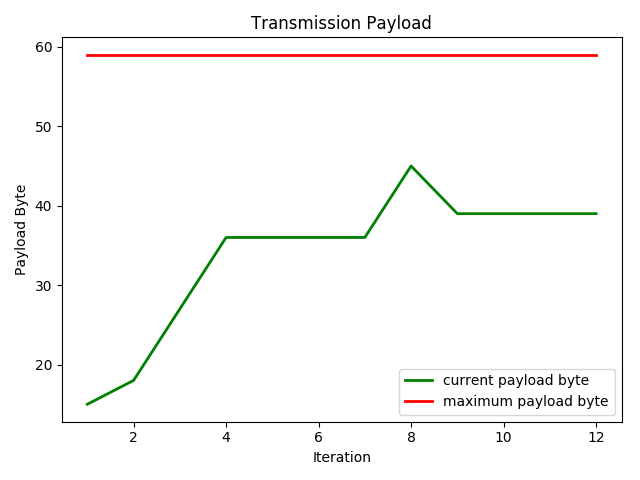 Transmission Payload
60
50
40
30
20
Payload Byte
2
4
6
8
10
12
Iteration
current payload byte
maximum payload byte